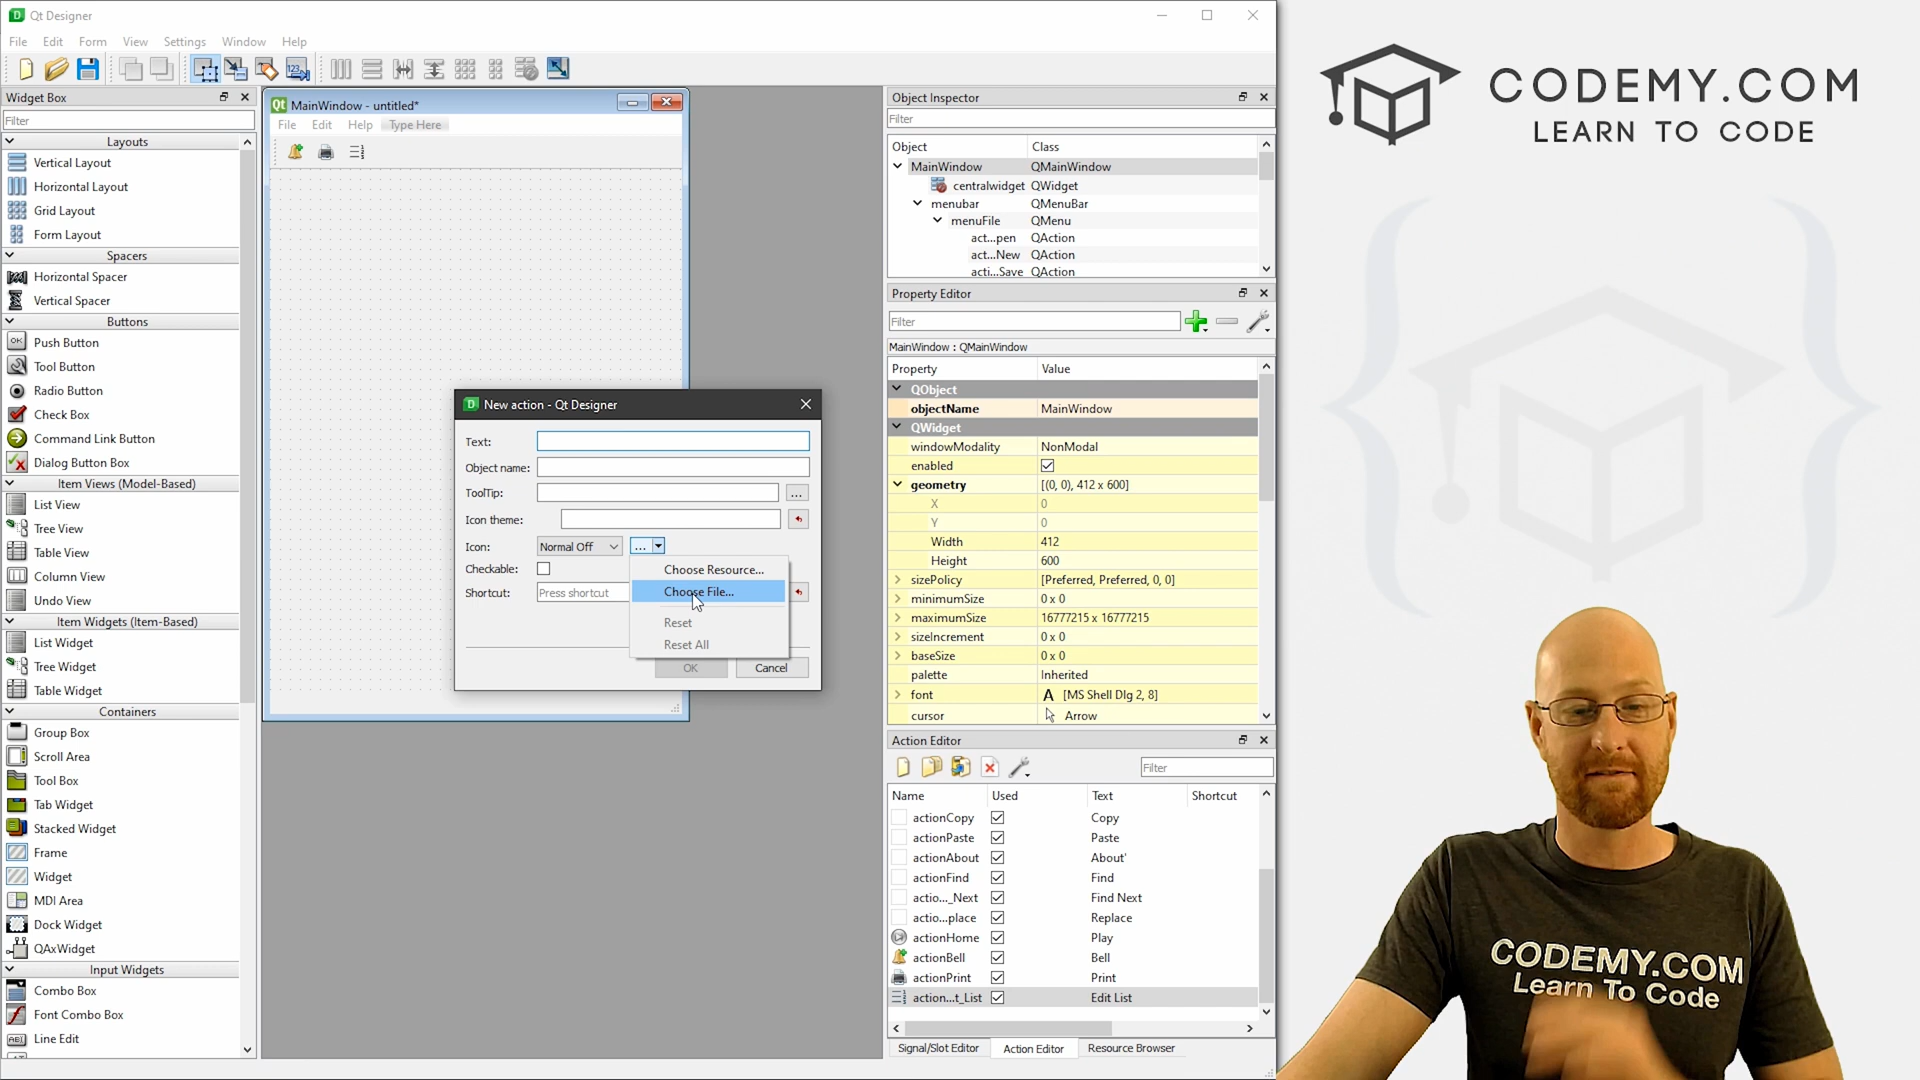 Qt Designer
File Edit Form View Settings Window Help
Widget Box
Filter
Layouts
Vertical Layout
Horizontal Layout
Grid Layout
Form Layout
Spacers
Horizontal Spacer
Vertical Spacer
Buttons
Push Button
Tool Button
Radio Button
Check Box
Command Link Button
Dialog Button Box
Item Views (Model-Based)
List View
Tree View
Table View
Column View
Undo View
Item Widgets (Item-Based)
List Widget
Tree Widget
Table Widget
Containers
Group Box
Scroll Area
Tool Box
Tab Widget
Stacked Widget
Frame
Widget
MDI Area
Dock Widget
QAxWidget
Input Widgets
Combo Box
Font Combo Box
Line Edit
MainWindow - untitled*
File Edit Help Type Here
New action - Qt Designer
Text:
Object name:
ToolTip:
...
Icon theme:
Icon: Normal Off ...
Checkable:
Shortcut: Press shortcut
Choose Resource...
Choose File...
Reset
Reset All
OK Cancel
Object Inspector
Filter
Object Class
MainWindow QMainWindow
centralwidget QWidget
menubar QMenuBar
menuFile QMenu
act...pen QAction
act...New QAction
acti...Save QAction
Property Editor
Filter
MainWindow : QMainWindow
Property Value
QObject
objectName MainWindow
QWidget
windowModality NonModal
enabled
geometry [(0, 0), 412 x 600]
X 0
Y 0
Width 412
Height 600
sizePolicy [Preferred, Preferred, 0, 0]
minimumSize 0 x 0
maximumSize 16777215 x 16777215
sizeIncrement 0 x 0
baseSize 0 x 0
palette Inherited
font A [MS Shell Dlg 2, 8]
cursor Arrow
Action Editor
Filter
Name Used Text Shortcut
actionCopy Copy
actionPaste Paste
actionAbout About'
actionFind Find
actio..._Next Find Next
actio...place Replace
actionHome Play
actionBell Bell
actionPrint Print
action...t_List Edit List
Signal/Slot Editor Action Editor Resource Browser
CODEMY.COM
LEARN TO CODE
CODEMY.COM
Learn To Code